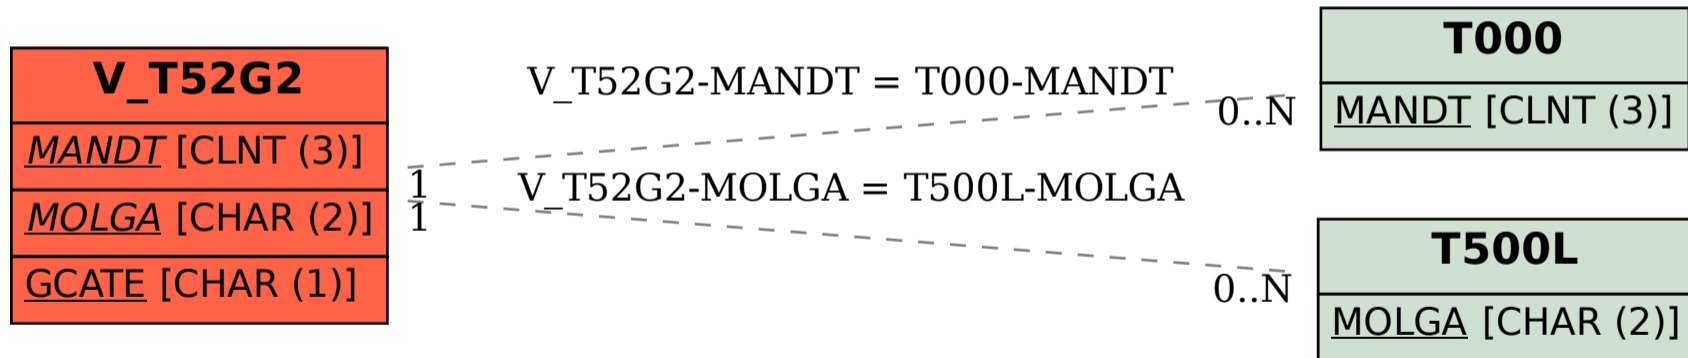 V_T52G2
MANDT [CLNT (3)]
MOLGA [CHAR (2)]
GCATE [CHAR (1)]
V_T52G2-MANDT = T000-MANDT
1
0..N
V_T52G2-MOLGA = T500L-MOLGA
1
0..N
T000
MANDT [CLNT (3)]
T500L
MOLGA [CHAR (2)]